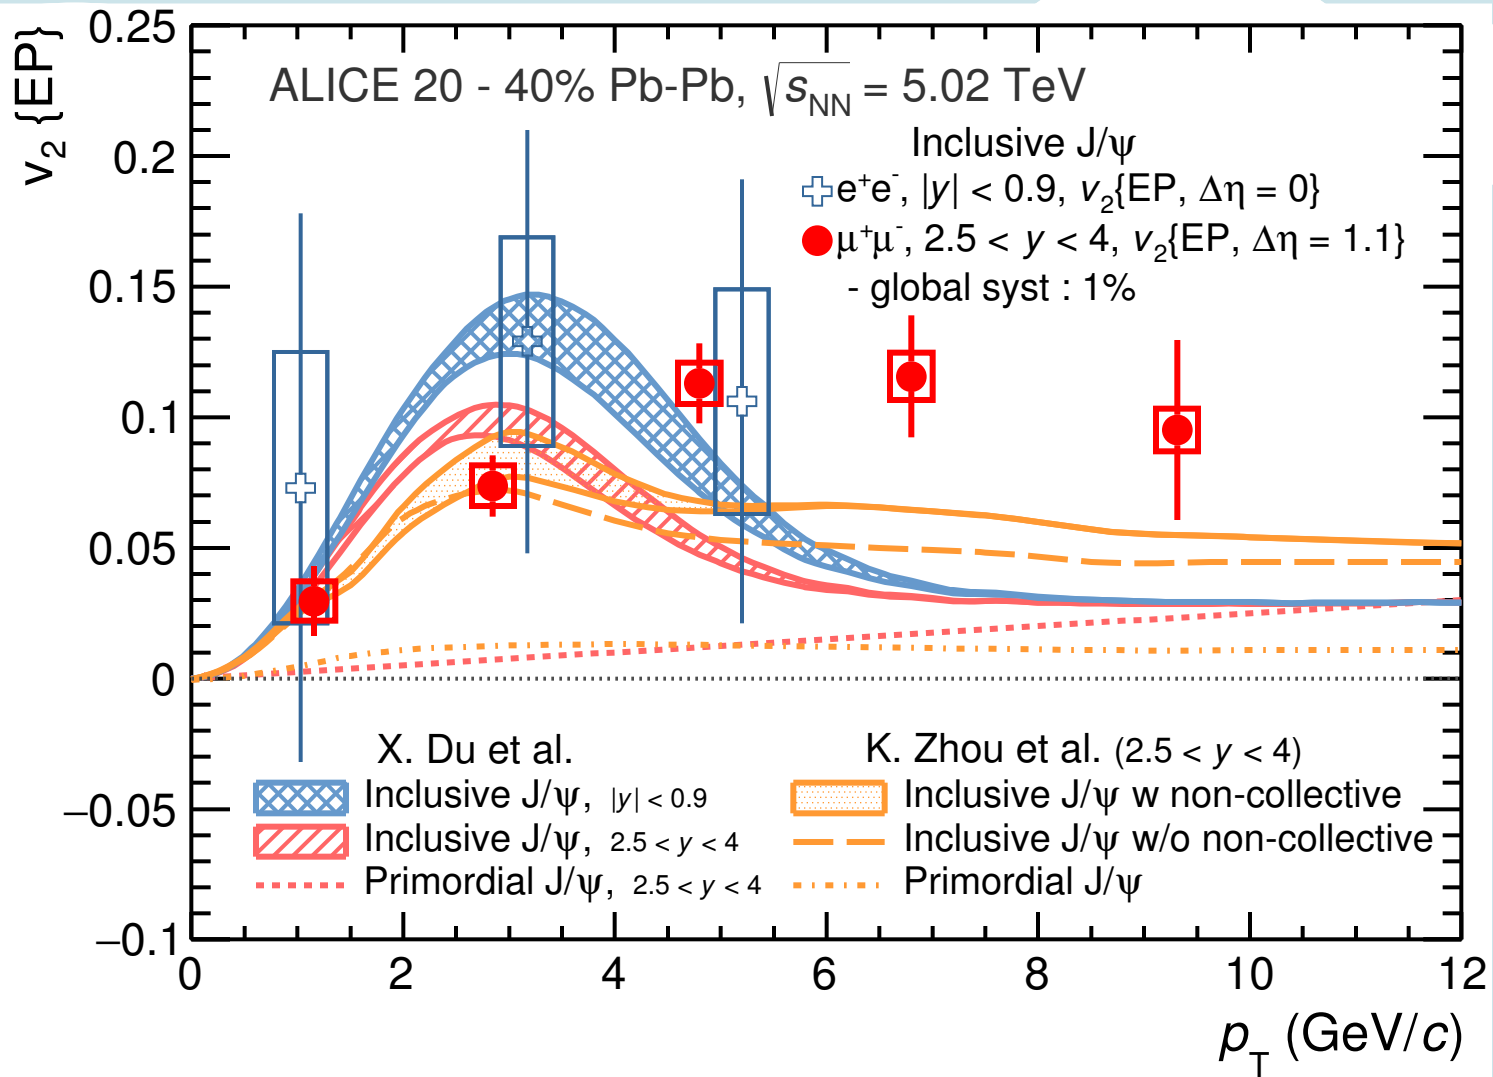 v2 {EP}
0.25
0.2
0.15
0.1
0.05
0
−0.05
−0.1
ALICE 20 - 40% Pb-Pb, √sNN = 5.02 TeV
Inclusive J/ψ
e+e-, |y| < 0.9, v2{EP, Δη = 0}
μ+μ-, 2.5 < y < 4, v2{EP, Δη = 1.1}
- global syst : 1%
X. Du et al.
Inclusive J/ψ, |y| < 0.9
Inclusive J/ψ, 2.5 < y < 4
Primordial J/ψ, 2.5 < y < 4
K. Zhou et al. (2.5 < y < 4)
Inclusive J/ψ w non-collective
Inclusive J/ψ w/o non-collective
Primordial J/ψ
0 2 4 6 8 10 12
pT (GeV/c)